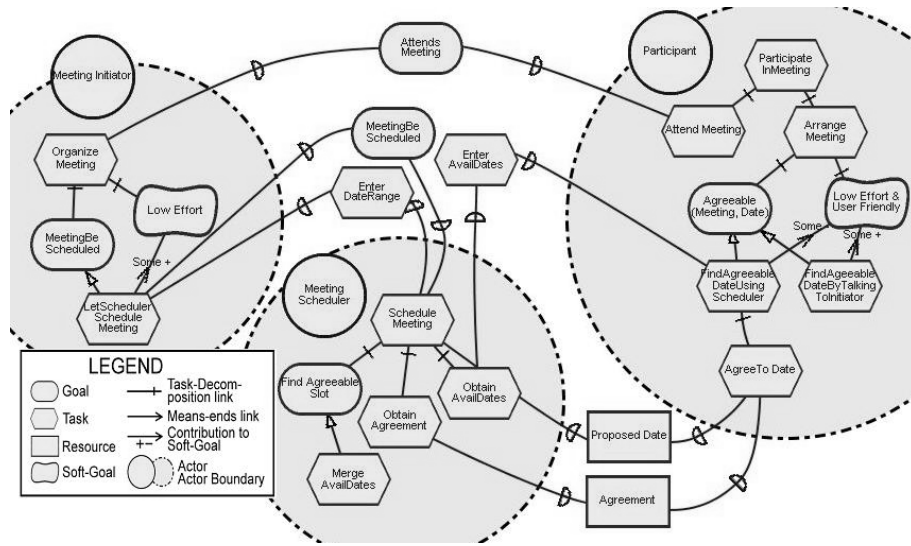 Attends
Meeting
Meeting Initiator
Participant
Participate
InMeeting
Attend Meeting
Arrange
Meeting
MeetingBe
Scheduled
Enter
AvailDates
Organize
Meeting
Enter
DateRange
Low Effort
Agreeable
(Meeting, Date)
Low Effort &
User Friendly
MeetingBe
Scheduled
Some +
Some
Some +
Meeting
Scheduler
FindAgreeable
DateUsing
Scheduler
FindAgeeable
DateByTalking
ToInitiator
LetScheduler
Schedule
Meeting
Schedule
Meeting
AgreeTo Date
Find Agreeable
Slot
Obtain
AvailDates
Obtain
Agreement
Proposed Date
Merge
AvailDates
Agreement
LEGEND
Goal
Task-Decom-
position link
Task
Means-ends link
Resource
Contribution to
+ − Soft-Goal
Soft-Goal
Actor
Actor Boundary